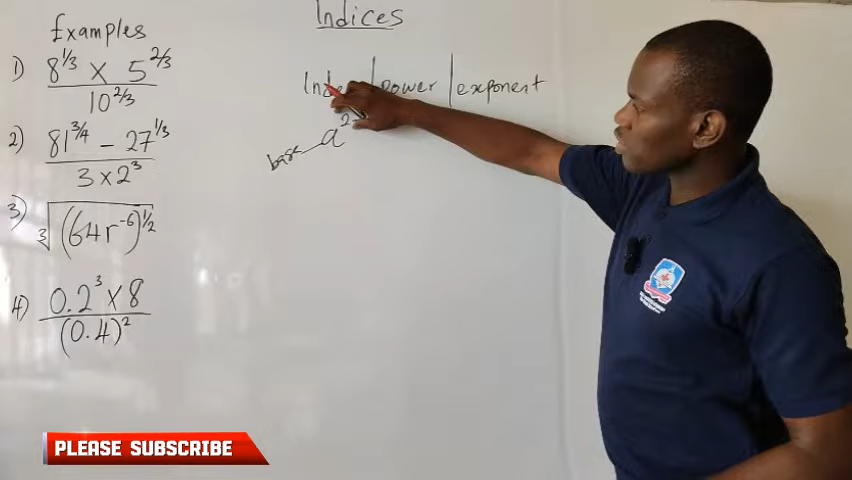 Indices
Examples
1) 8^1/3 × 5^2/3
10^2/3
2) 81^3/4 - 27^1/3
3 × 2^3
3) ∛(64r^-6)^1/2
4) 0.2^3 × 8
(0.4)^2
Index | power | exponent
base a^2
PLEASE SUBSCRIBE